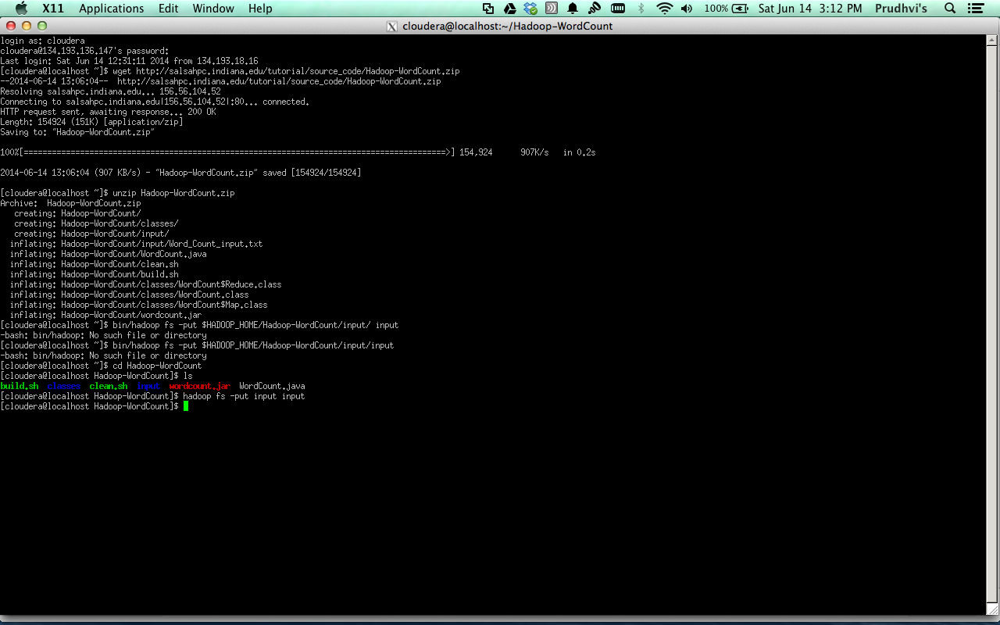 X11 Applications Edit Window Help 100% Sat Jun 14 3:12 PM Prudhvi's
cloudera@localhost:~/Hadoop-WordCount
login as: cloudera
cloudera@134.193.136.147's password:
Last login: Sat Jun 14 12:31:11 2014 from 134.193.18.16
[cloudera@localhost ~]$ wget http://salsahpc.indiana.edu/tutorial/source_code/Hadoop-WordCount.zip
--2014-06-14 13:06:04--  http://salsahpc.indiana.edu/tutorial/source_code/Hadoop-WordCount.zip
Resolving salsahpc.indiana.edu... 156.56.104.52
Connecting to salsahpc.indiana.edu|156.56.104.52|:80... connected.
HTTP request sent, awaiting response... 200 OK
Length: 154924 (151K) [application/zip]
Saving to: “Hadoop-WordCount.zip”
100%[==========================================================================================>] 154,924      907K/s   in 0.2s
2014-06-14 13:06:04 (907 KB/s) - “Hadoop-WordCount.zip” saved [154924/154924]
[cloudera@localhost ~]$ unzip Hadoop-WordCount.zip
Archive:  Hadoop-WordCount.zip
creating: Hadoop-WordCount/
creating: Hadoop-WordCount/classes/
creating: Hadoop-WordCount/input/
inflating: Hadoop-WordCount/input/Word_Count_input.txt
inflating: Hadoop-WordCount/WordCount.java
inflating: Hadoop-WordCount/clean.sh
inflating: Hadoop-WordCount/build.sh
inflating: Hadoop-WordCount/classes/WordCount$Reduce.class
inflating: Hadoop-WordCount/classes/WordCount.class
inflating: Hadoop-WordCount/classes/WordCount$Map.class
inflating: Hadoop-WordCount/wordcount.jar
[cloudera@localhost ~]$ bin/hadoop fs -put $HADOOP_HOME/Hadoop-WordCount/input/ input
-bash: bin/hadoop: No such file or directory
[cloudera@localhost ~]$ bin/hadoop fs -put $HADOOP_HOME/Hadoop-WordCount/input/input
-bash: bin/hadoop: No such file or directory
[cloudera@localhost ~]$ cd Hadoop-WordCount
[cloudera@localhost Hadoop-WordCount]$ ls
build.sh  classes  clean.sh  input  wordcount.jar  WordCount.java
[cloudera@localhost Hadoop-WordCount]$ hadoop fs -put input input
[cloudera@localhost Hadoop-WordCount]$